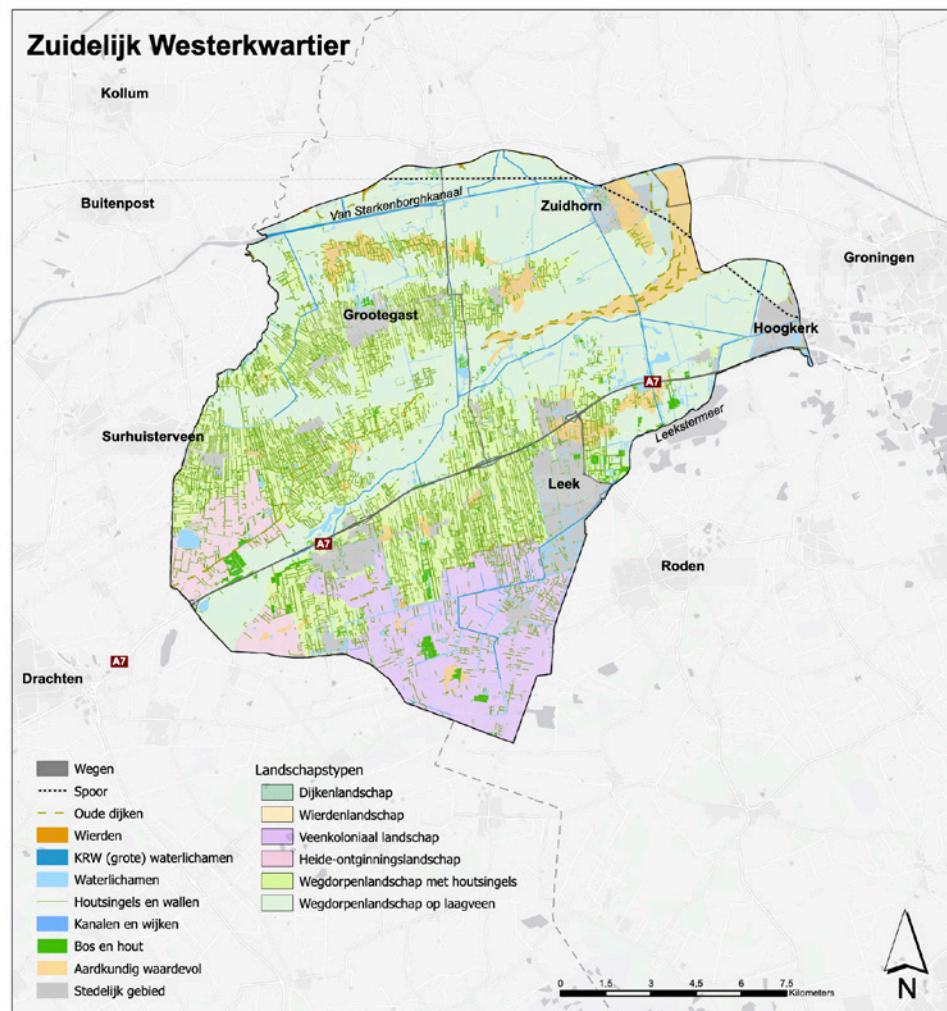 Zuidelijk Westerkwartier
Kollum
Buitenpost
Van Starkenborghkanaal
Zuidhorn
Groningen
Grootegast
Hoogkerk
A7
Leekstermeer
Surhuisterveen
Leek
A7
Roden
A7
Drachten
Wegen
Spoor
Oude dijken
Wierden
KRW (grote) waterlichamen
Waterlichamen
Houtsingels en wallen
Kanalen en wijken
Bos en hout
Aardkundig waardevol
Stedelijk gebied
Landschapstypen
Dijkenlandschap
Wierdenlandschap
Veenkoloniaal landschap
Heide-ontginningslandschap
Wegdorpenlandschap met houtsingels
Wegdorpenlandschap op laagveen
0 1,5 3 4,5 6 7,5
Kilometers
N